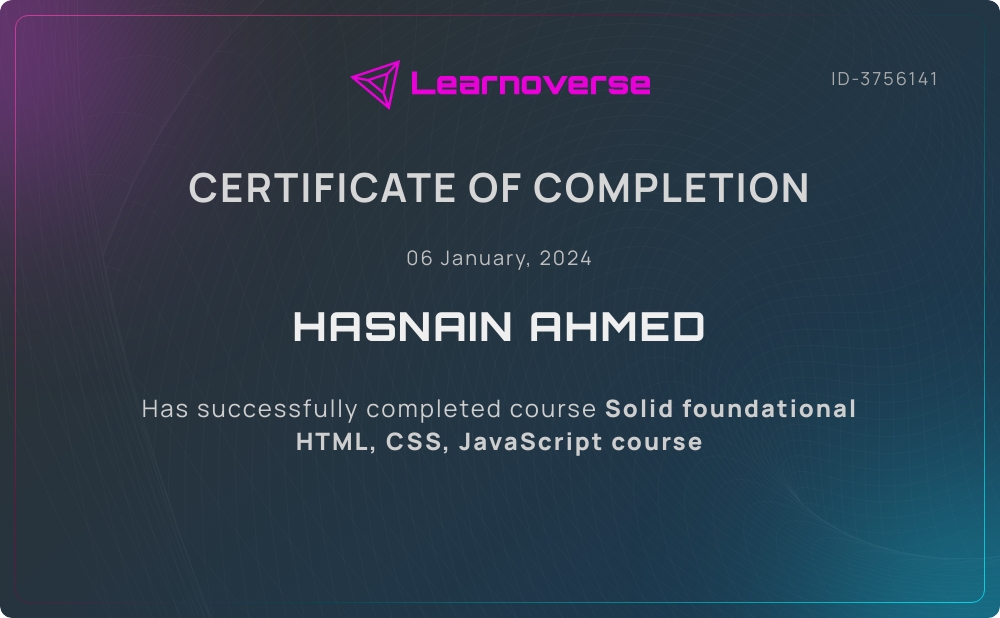 Learnoverse
ID-3756141
CERTIFICATE OF COMPLETION
06 January, 2024
HASNAIN AHMED
Has successfully completed course Solid foundational
HTML, CSS, JavaScript course